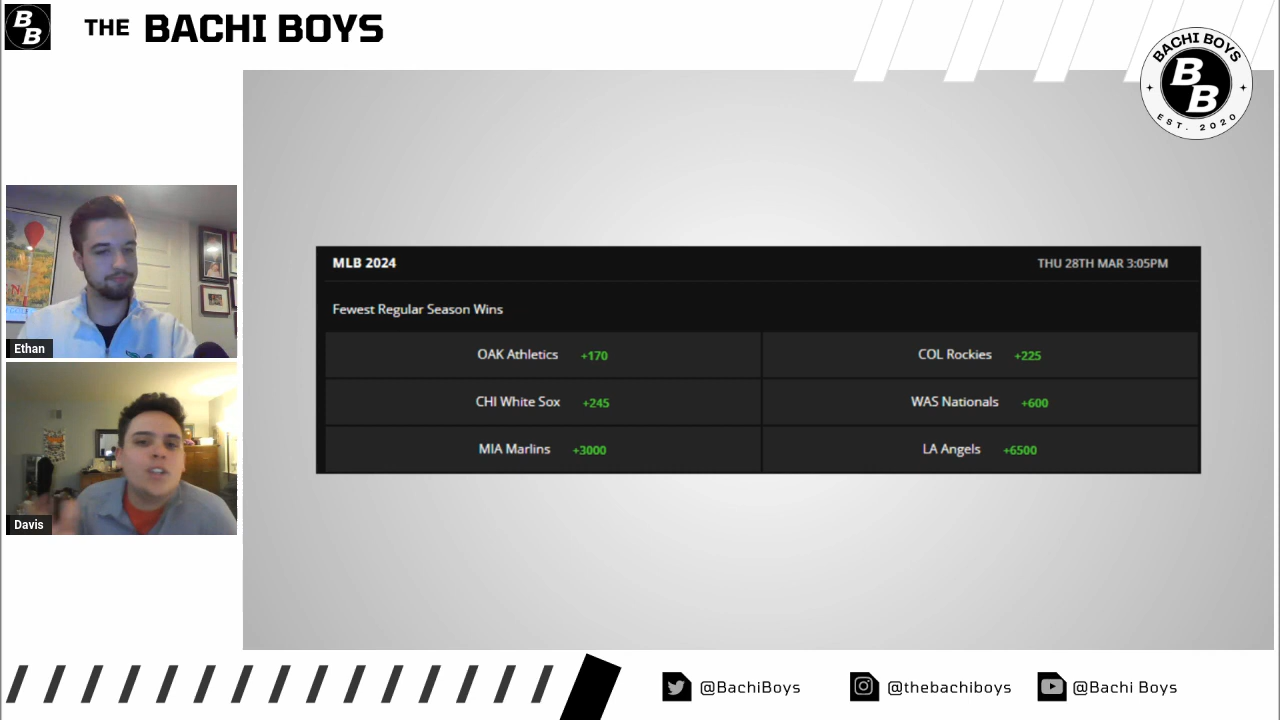 B
B
THE BACHI BOYS
BACHI BOYS
B
B
EST. 2020
MLB 2024
THU 28TH MAR 3:05PM
Fewest Regular Season Wins
OAK Athletics +170
COL Rockies +225
CHI White Sox +245
WAS Nationals +600
MIA Marlins +3000
LA Angels +6500
Ethan
Davis
@BachiBoys
@thebachiboys
@Bachi Boys